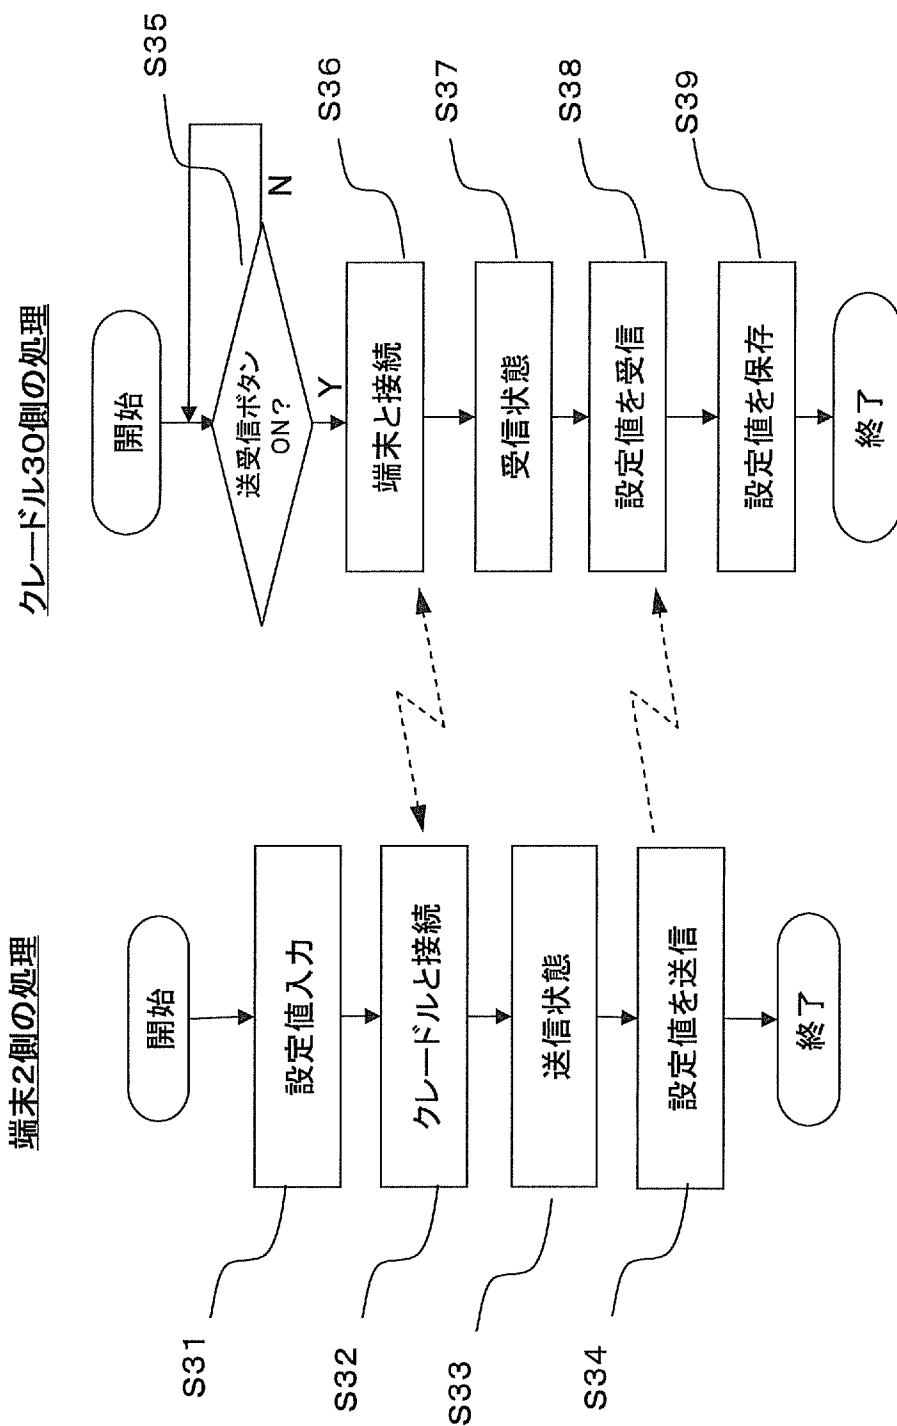 端末2側の処理
開始
S31
設定値入力
S32
クレードルと接続
S33
送信状態
S34
設定値を送信
終了
クレードル30側の処理
開始
S35
送受信ボタン
ON?
N
Y
S36
端末と接続
S37
受信状態
S38
設定値を受信
S39
設定値を保存
終了